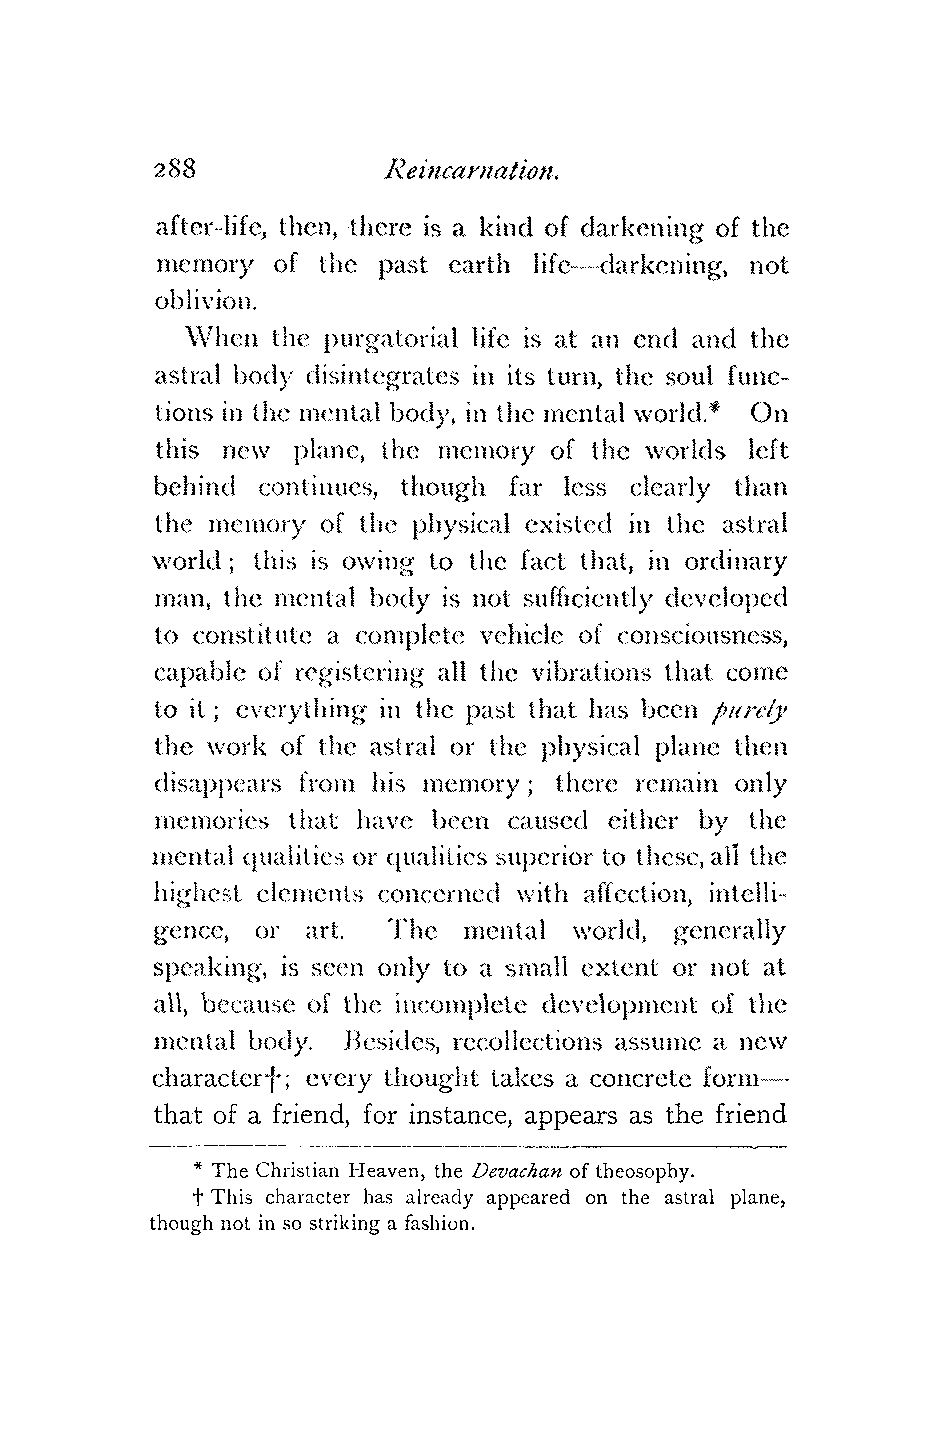 288 Reincarnation.
after-life, then, there is a kind of darkening of the
memory of the past earth life—darkening, not
oblivion.
When the purgatorial life is at an end and the
astral body disintegrates in its turn, the soul func-
tions in the mental body, in the mental world.* On
this new plane, the memory of the worlds left
behind continues, though far less clearly than
the memory of the physical existed in the astral
world; this is owing to the fact that, in ordinary
man, the mental body is not sufficiently developed
to constitute a complete vehicle of consciousness,
capable of registering all the vibrations that come
to it; everything in the past that has been purely
the work of the astral or the physical plane then
disappears from his memory; there remain only
memories that have been caused either by the
mental qualities or qualities superior to these, all the
highest elements concerned with affection, intelli-
gence, or art. The mental world, generally
speaking, is seen only to a small extent or not at
all, because of the incomplete development of the
mental body. Besides, recollections assume a new
character†; every thought takes a concrete form—
that of a friend, for instance, appears as the friend
* The Christian Heaven, the Devachan of theosophy.
† This character has already appeared on the astral plane,
though not in so striking a fashion.